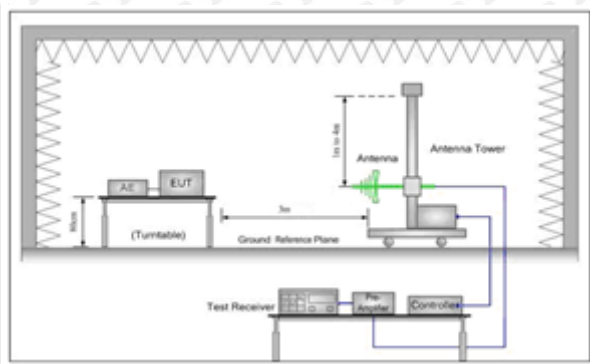 1m to 4m
Antenna
Antenna Tower
AE
EUT
80cm
(Turntable)
3m
Ground Reference Plane
Test Receiver
Pre-
Amplifier
Controller